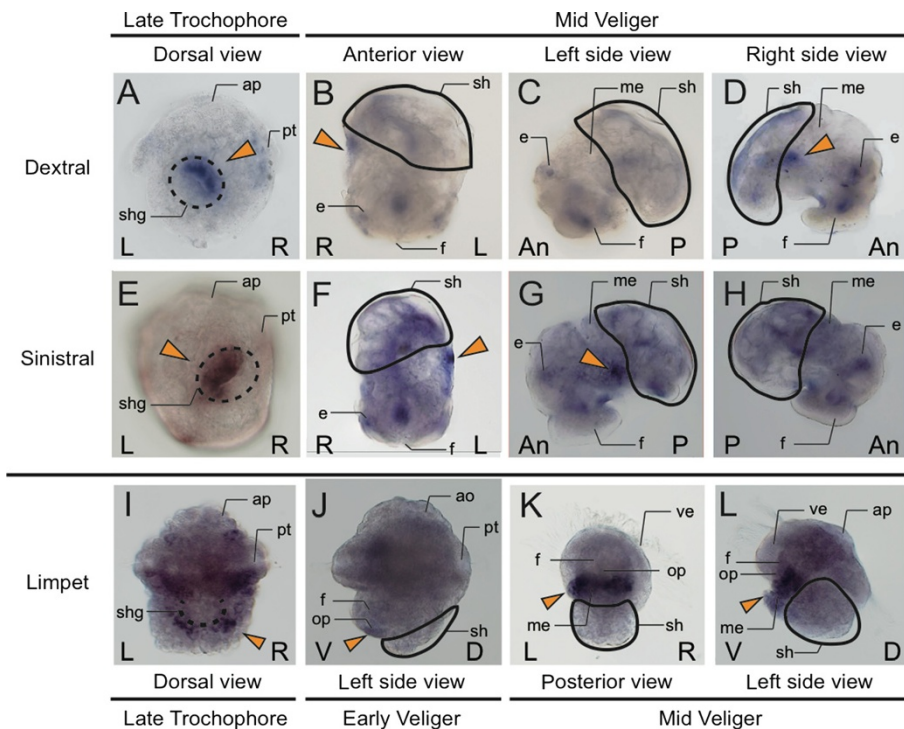 Late Trochophore Mid Veliger
Dorsal view Anterior view Left side view Right side view
Dextral
A ap pt shg L R
B sh e f R L
C me sh e f An P
D sh me e f P An
Sinistral
E ap pt shg L R
F sh e f R L
G me sh e f An P
H sh me e f P An
Limpet
I ap pt shg L R
J ao pt f op sh V D
K ve f op me sh L R
L ve ap f op me sh V D
Dorsal view Left side view Posterior view Left side view
Late Trochophore Early Veliger Mid Veliger